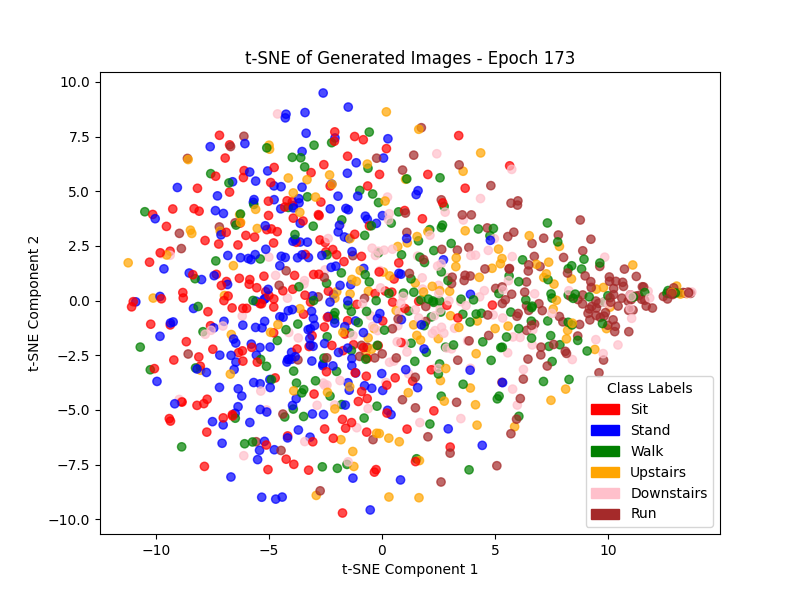 t-SNE of Generated Images - Epoch 173
t-SNE Component 2
10.0
7.5
5.0
2.5
0.0
−2.5
−5.0
−7.5
−10.0
Class Labels
Sit
Stand
Walk
Upstairs
Downstairs
Run
−10
−5
0
5
10
t-SNE Component 1